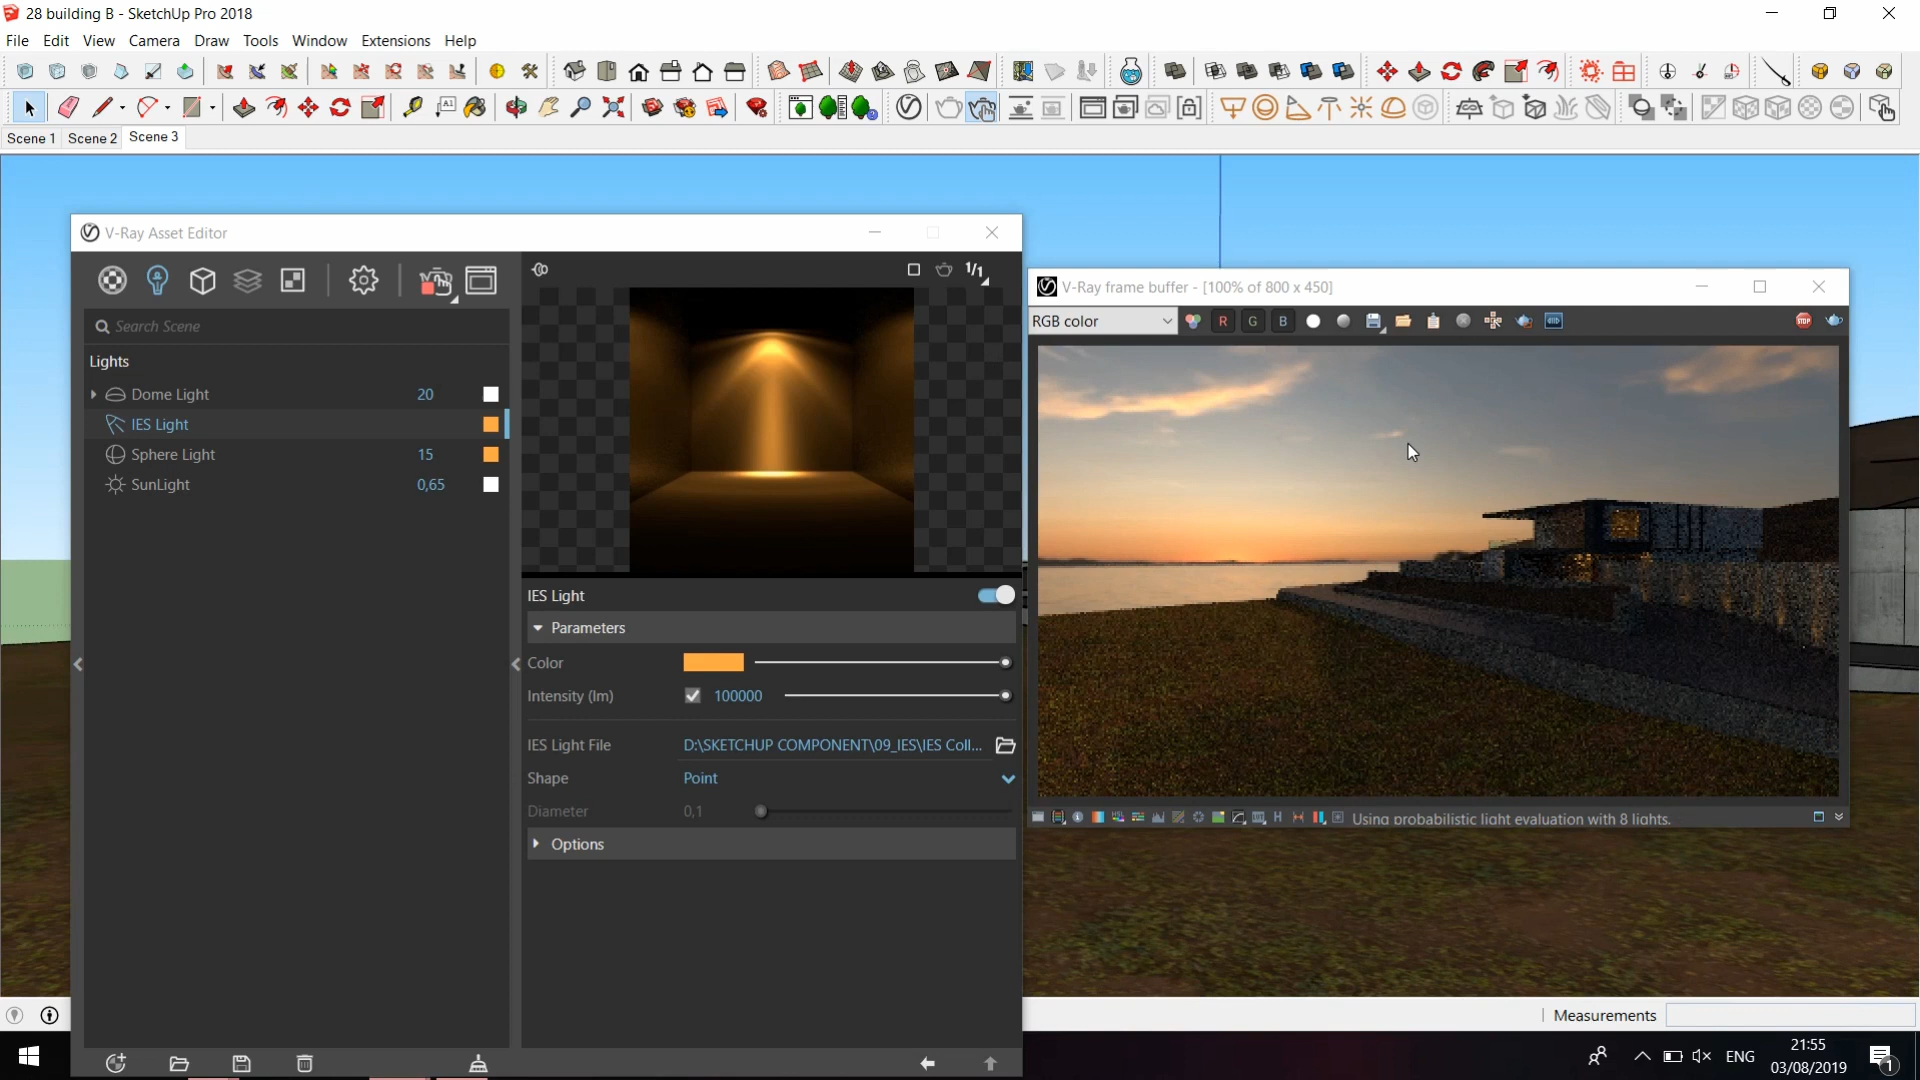 28 building B - SketchUp Pro 2018
File Edit View Camera Draw Tools Window Extensions Help
Scene 1 Scene 2 Scene 3
V-Ray Asset Editor
1/1
Search Scene
Lights
Dome Light 20
IES Light
Sphere Light 15
SunLight 0,65
IES Light
Parameters
Color
Intensity (lm) 100000
IES Light File D:\SKETCHUP COMPONENT\09_IES\IES Coll...
Shape Point
Diameter 0,1
Options
V-Ray frame buffer - [100% of 800 x 450]
RGB color R G B
STOP
H
Using probabilistic light evaluation with 8 lights.
Measurements
ENG
21:55
03/08/2019
1